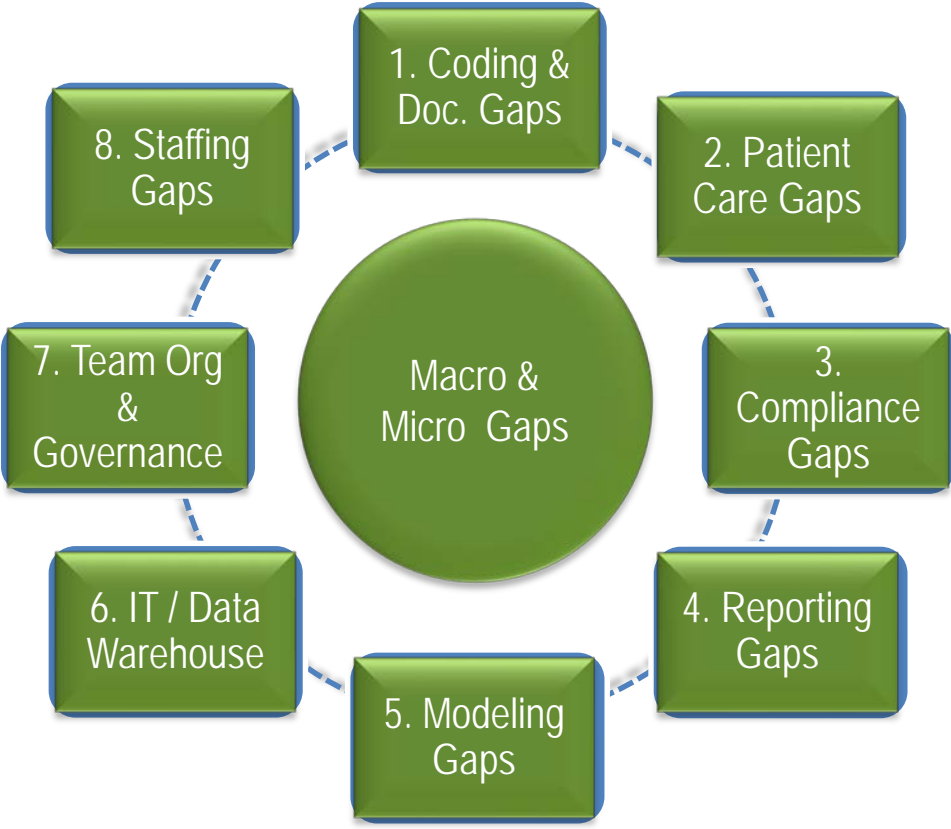 1. Coding &
Doc. Gaps
2. Patient
Care Gaps
3.
Compliance
Gaps
4. Reporting
Gaps
5. Modeling
Gaps
6. IT / Data
Warehouse
7. Team Org
&
Governance
8. Staffing
Gaps
Macro &
Micro Gaps